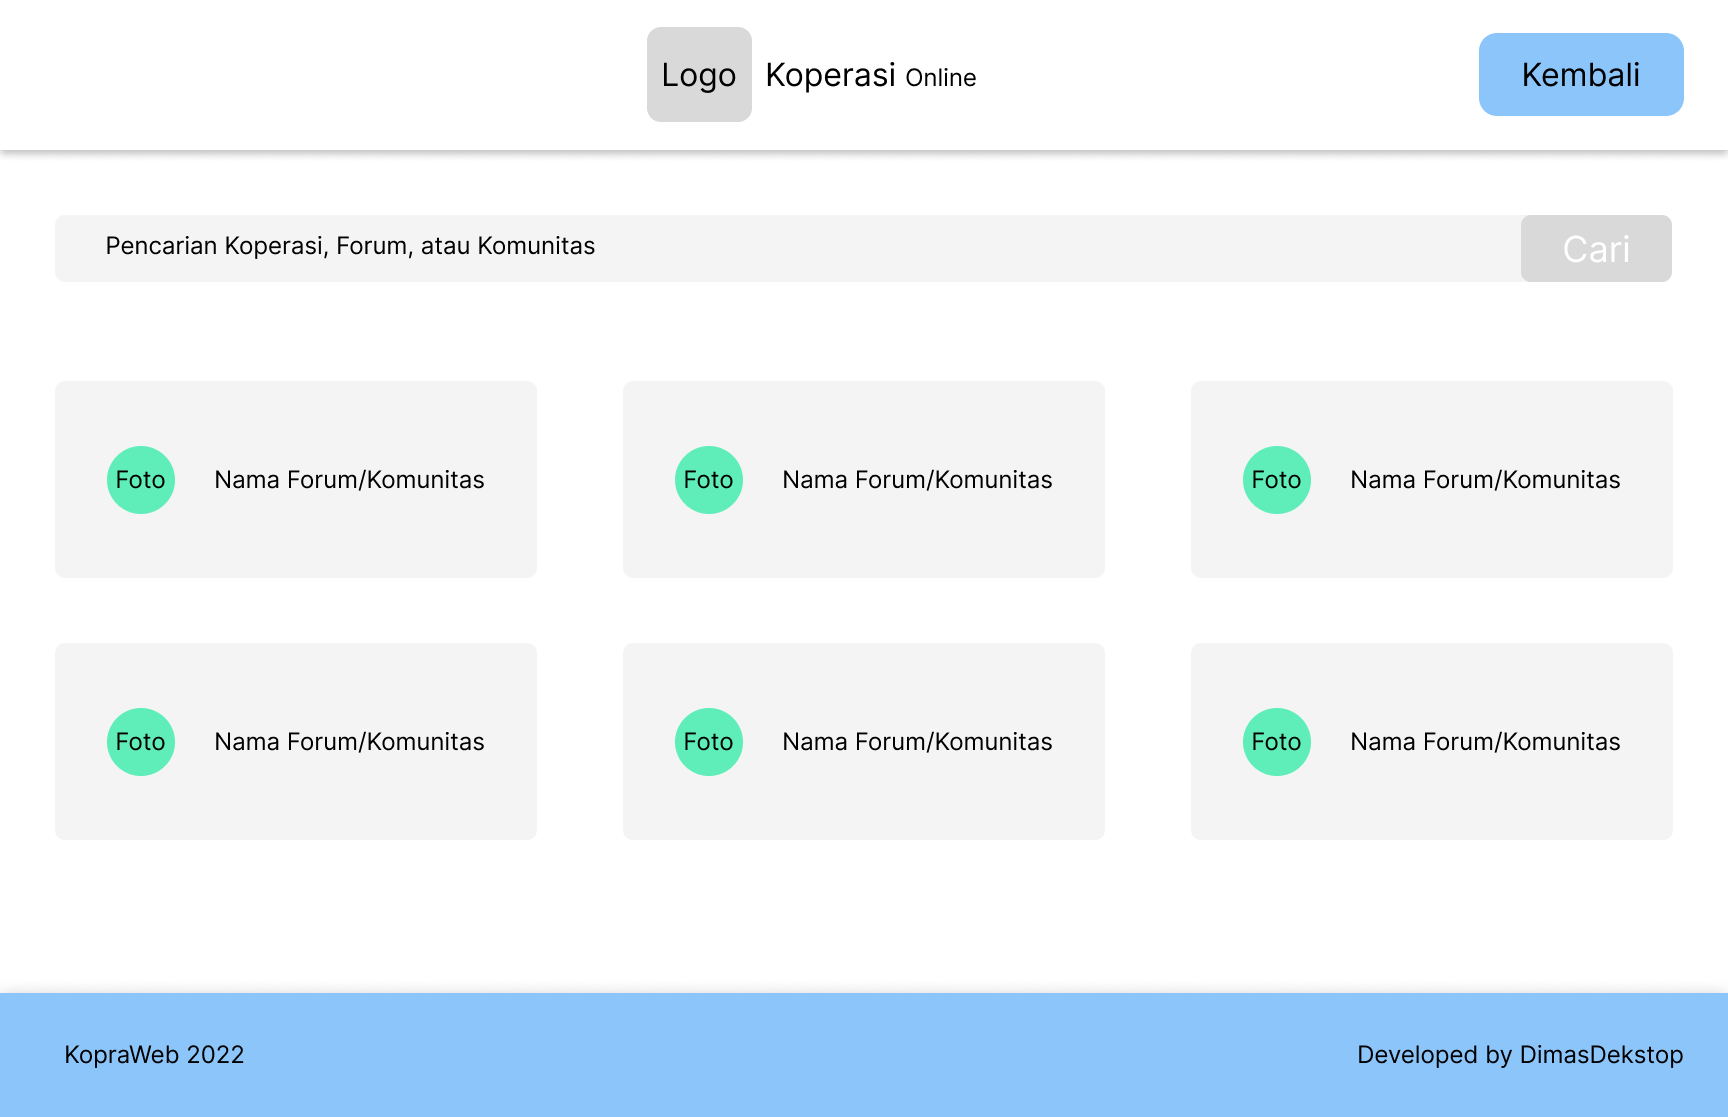 Logo Koperasi Online
Kembali
Pencarian Koperasi, Forum, atau Komunitas
Cari
Foto Nama Forum/Komunitas
Foto Nama Forum/Komunitas
Foto Nama Forum/Komunitas
Foto Nama Forum/Komunitas
Foto Nama Forum/Komunitas
Foto Nama Forum/Komunitas
KopraWeb 2022
Developed by DimasDekstop